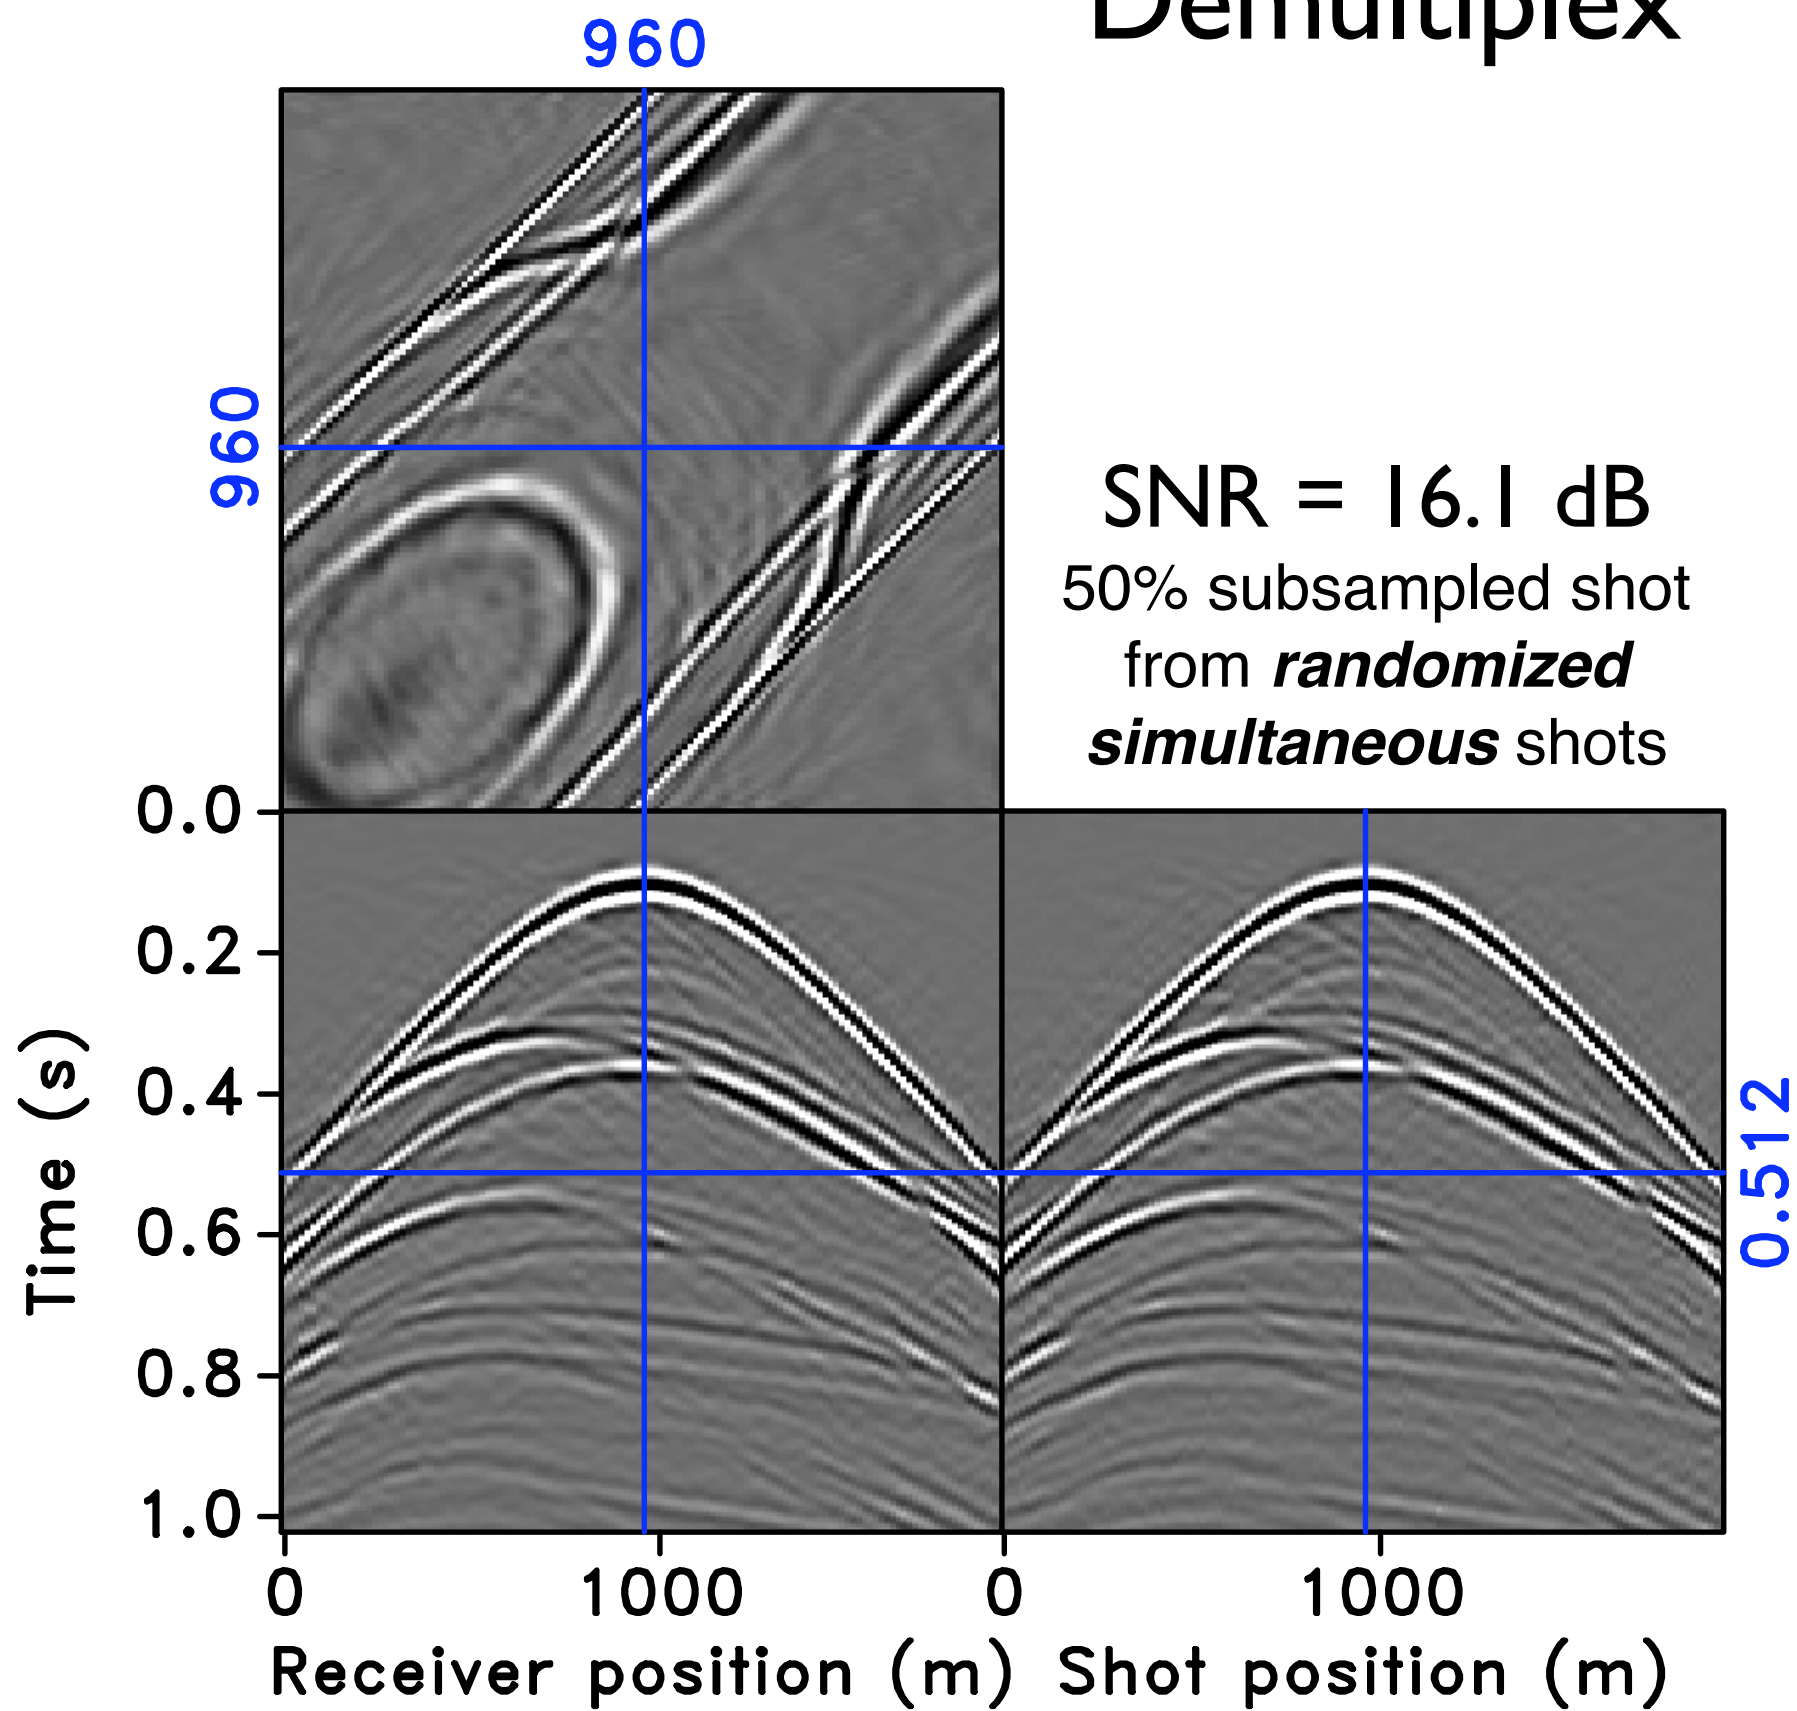 Demultiplex
960
960
SNR = 16.1 dB
50% subsampled shot
from randomized
simultaneous shots
0.0
0.2
0.4
0.6
0.8
1.0
Time (s)
0.512
0 1000 0 1000
Receiver position (m) Shot position (m)